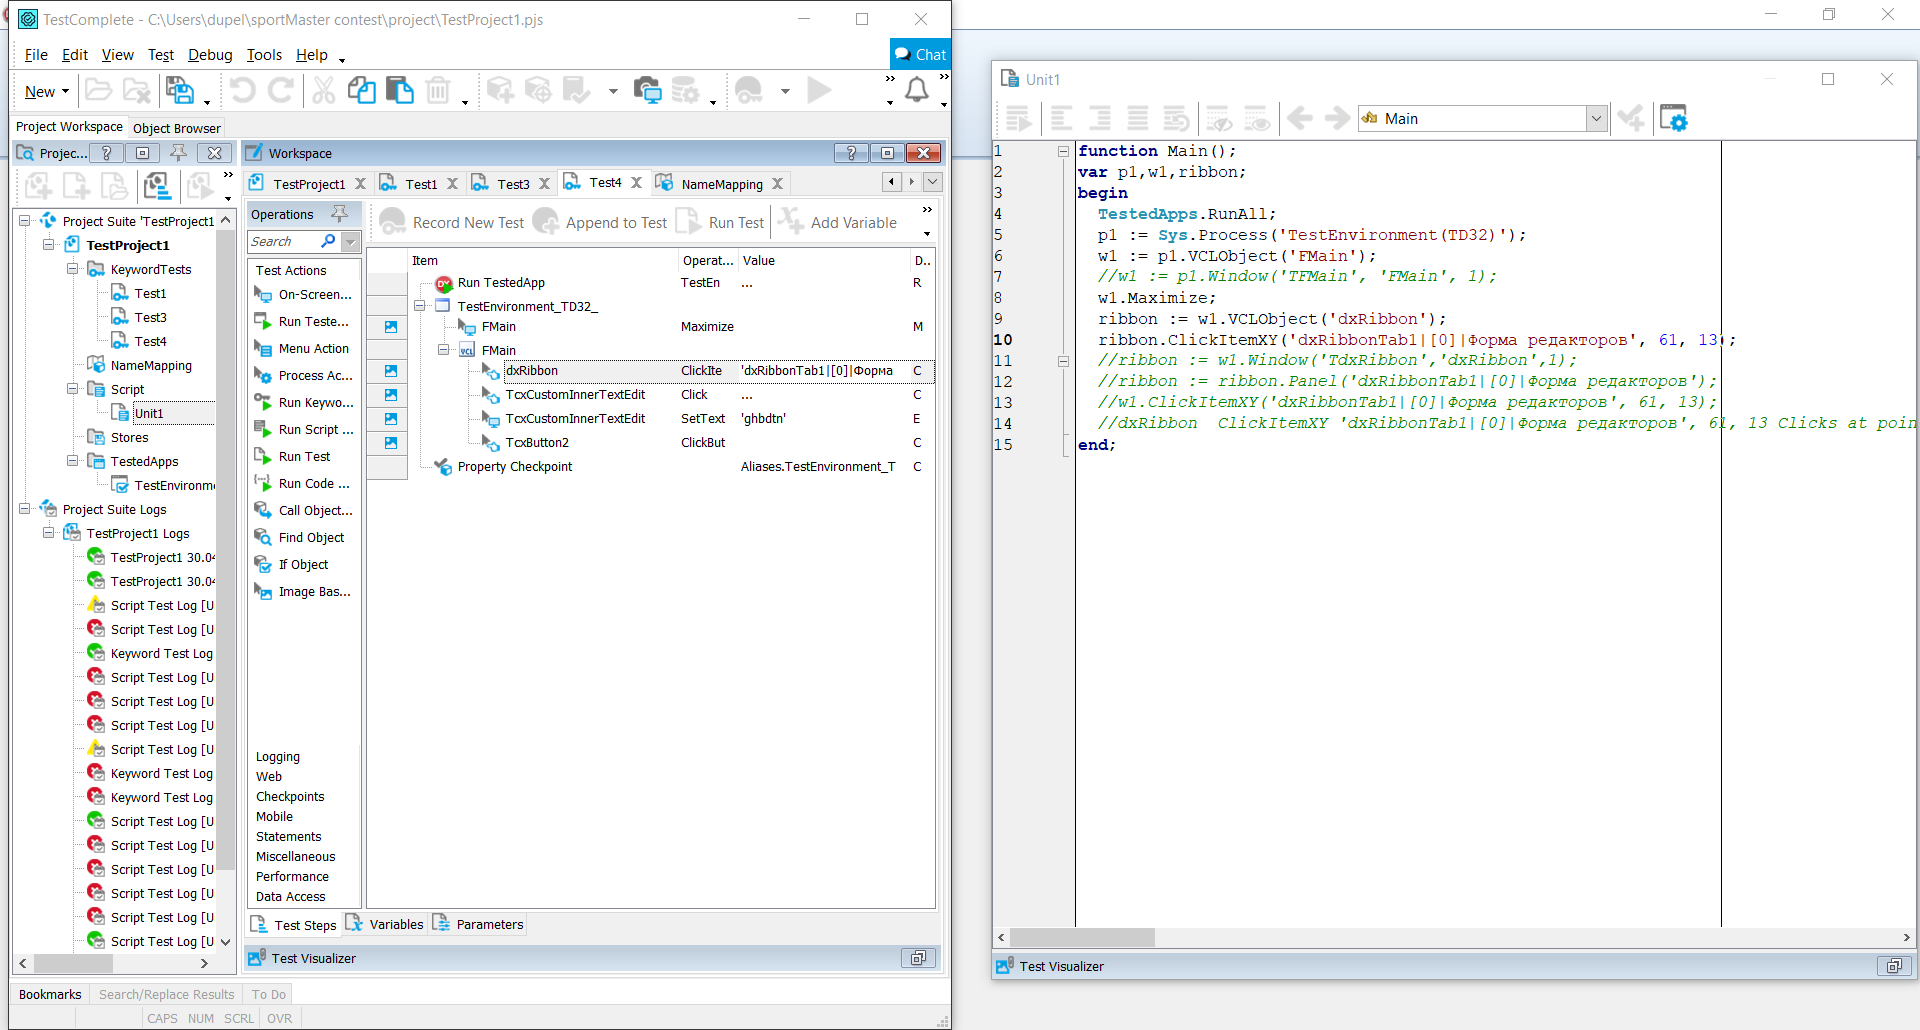 TestComplete - C:\Users\dupel\sportMaster contest\project\TestProject1.pjs
File Edit View Test Debug Tools Help
Chat
New
Project Workspace Object Browser
Projec...
Workspace
TestProject1 Test1 Test3 Test4 NameMapping
Project Suite 'TestProject1
TestProject1
KeywordTests
Test1
Test3
Test4
NameMapping
Script
Unit1
Stores
TestedApps
TestEnvironme
Project Suite Logs
TestProject1 Logs
TestProject1 30.04
TestProject1 30.04
Script Test Log [U
Script Test Log [U
Keyword Test Log
Script Test Log [U
Script Test Log [U
Script Test Log [U
Script Test Log [U
Keyword Test Log
Keyword Test Log
Script Test Log [U
Script Test Log [U
Script Test Log [U
Script Test Log [U
Script Test Log [U
Script Test Log [U
Operations
Search
Test Actions
On-Screen...
Run Teste...
Menu Action
Process Ac...
Run Keywo...
Run Script ...
Run Test
Run Code ...
Call Object...
Find Object
If Object
Image Bas...
Logging
Web
Checkpoints
Mobile
Statements
Miscellaneous
Performance
Data Access
Record New Test Append to Test Run Test Add Variable
Item Operat... Value D..
Run TestedApp TestEn ... R
TestEnvironment_TD32_
FMain Maximize M
FMain
dxRibbon ClickIte 'dxRibbonTab1|[0]|Форма C
TcxCustomInnerTextEdit Click ... C
TcxCustomInnerTextEdit SetText 'ghbdtn' E
TcxButton2 ClickBut C
Property Checkpoint Aliases.TestEnvironment_T C
Test Steps Variables Parameters
Test Visualizer
Bookmarks Search/Replace Results To Do
CAPS NUM SCRL OVR
Unit1
Main
1 function Main();
2 var p1,w1,ribbon;
3 begin
4 TestedApps.RunAll;
5 p1 := Sys.Process('TestEnvironment(TD32)');
6 w1 := p1.VCLObject('FMain');
7 //w1 := p1.Window('TFMain', 'FMain', 1);
8 w1.Maximize;
9 ribbon := w1.VCLObject('dxRibbon');
10 ribbon.ClickItemXY('dxRibbonTab1|[0]|Форма редакторов', 61, 13);
11 //ribbon := w1.Window('TdxRibbon','dxRibbon',1);
12 //ribbon := ribbon.Panel('dxRibbonTab1|[0]|Форма редакторов');
13 //w1.ClickItemXY('dxRibbonTab1|[0]|Форма редакторов', 61, 13);
14 //dxRibbon ClickItemXY 'dxRibbonTab1|[0]|Форма редакторов', 61, 13 Clicks at poin
15 end;
Test Visualizer